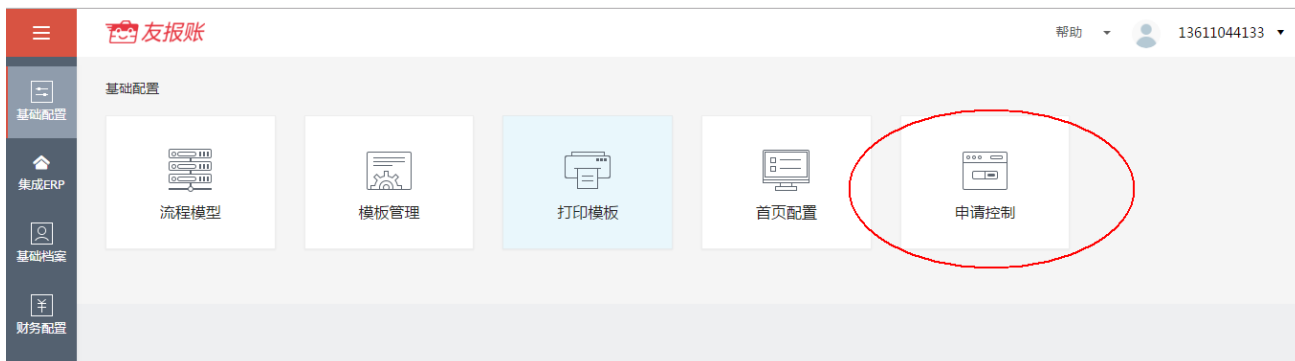 友报账
帮助
13611044133
基础配置
集成ERP
基础档案
财务配置
基础配置
流程模型
模板管理
打印模板
首页配置
申请控制